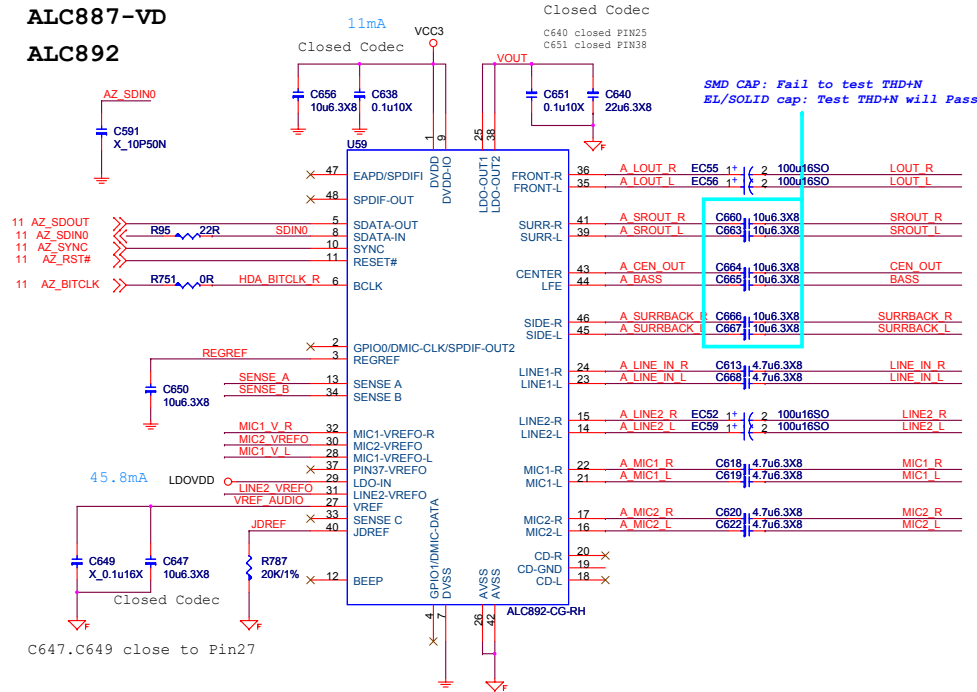 ALC887-VD
ALC892
11mA
VCC3
Closed Codec
Closed Codec
C640 closed PIN25
C651 closed PIN38
VOUT
SMD CAP: Fail to test THD+N
EL/SOLID cap: Test THD+N will Pass
AZ_SDIN0
C591
X_10P50N
C656
10u6.3X8
C638
0.1u10X
C651
0.1u10X
C640
22u6.3X8
F
U59
1
9
25
38
DVDD
DVDD-IO
LDO-OUT1
LDO-OUT2
47 EAPD/SPDIFI
48 SPDIF-OUT
11 AZ_SDOUT 5 SDATA-OUT
11 AZ_SDIN0 R95 22R SDIN0 8 SDATA-IN
11 AZ_SYNC 10 SYNC
11 AZ_RST# 11 RESET#
11 AZ_BITCLK R751 0R HDA_BITCLK_R 6 BCLK
2 GPIO0/DMIC-CLK/SPDIF-OUT2
REGREF 3 REGREF
C650
10u6.3X8
SENSE_A 13 SENSE A
SENSE_B 34 SENSE B
MIC1_V_R 32 MIC1-VREFO-R
MIC2_VREFO 30 MIC2-VREFO
MIC1_V_L 28 MIC1-VREFO-L
37 PIN37-VREFO
45.8mA
LDOVDD 29 LDO-IN
LINE2_VREFO 31 LINE2-VREFO
VREF_AUDIO 27 VREF
33 SENSE C
JDREF 40 JDREF
C649
X_0.1u16X
C647
10u6.3X8
R787
20K/1%
12 BEEP
Closed Codec
F
F
C647.C649 close to Pin27
GPIO1/DMIC-DATA
DVSS
AVSS
AVSS
4
7
26
42
F
ALC892-CG-RH
FRONT-R 36 A_LOUT_R EC55 1 + 2 100u16SO LOUT_R
FRONT-L 35 A_LOUT_L EC56 1 + 2 100u16SO LOUT_L
SURR-R 41 A_SROUT_R C660 10u6.3X8 SROUT_R
SURR-L 39 A_SROUT_L C663 10u6.3X8 SROUT_L
CENTER 43 A_CEN_OUT C664 10u6.3X8 CEN_OUT
LFE 44 A_BASS C665 10u6.3X8 BASS
SIDE-R 46 A_SURRBACK_R C666 10u6.3X8 SURRBACK_R
SIDE-L 45 A_SURRBACK_L C667 10u6.3X8 SURRBACK_L
LINE1-R 24 A_LINE_IN_R C613 4.7u6.3X8 LINE_IN_R
LINE1-L 23 A_LINE_IN_L C668 4.7u6.3X8 LINE_IN_L
LINE2-R 15 A_LINE2_R EC52 1 + 2 100u16SO LINE2_R
LINE2-L 14 A_LINE2_L EC59 1 + 2 100u16SO LINE2_L
MIC1-R 22 A_MIC1_R C618 4.7u6.3X8 MIC1_R
MIC1-L 21 A_MIC1_L C619 4.7u6.3X8 MIC1_L
MIC2-R 17 A_MIC2_R C620 4.7u6.3X8 MIC2_R
MIC2-L 16 A_MIC2_L C622 4.7u6.3X8 MIC2_L
CD-R 20
CD-GND 19
CD-L 18